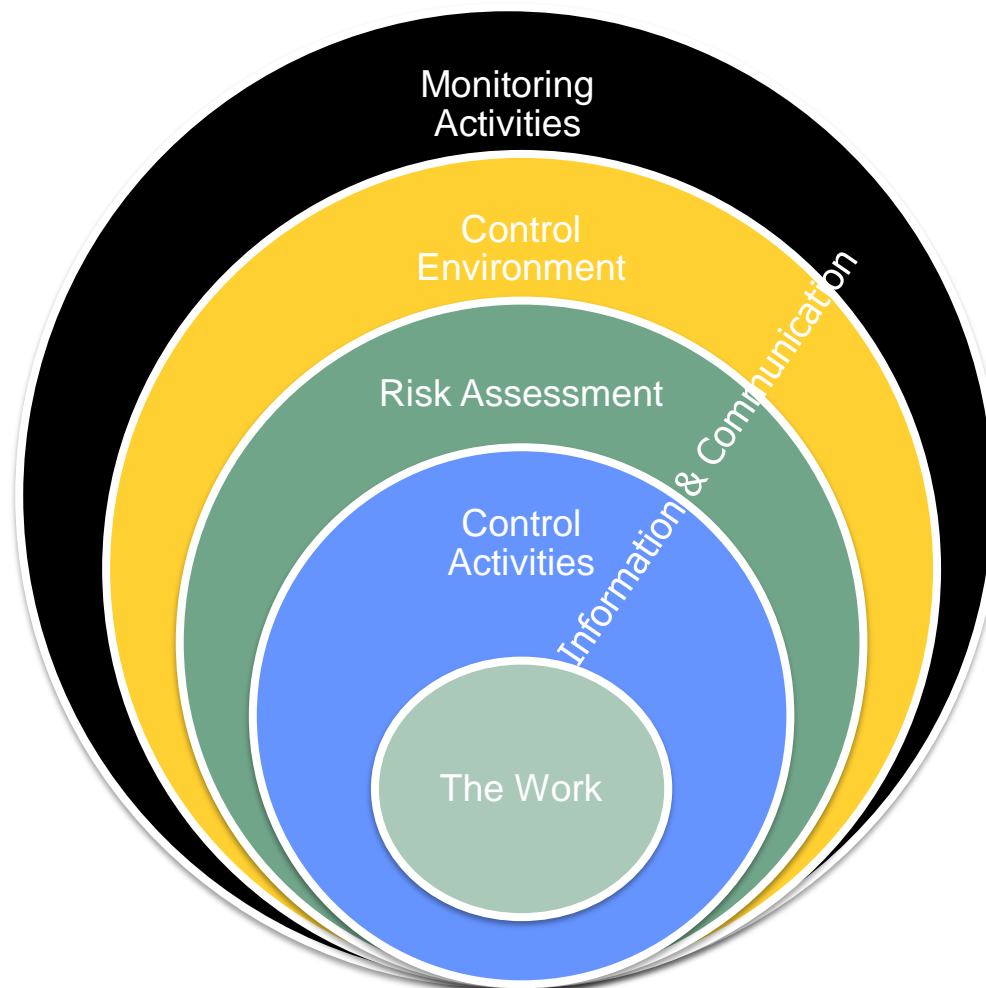 Monitoring
Activities
Control
Environment
Risk Assessment
Control
Activities
Information & Communication
The Work